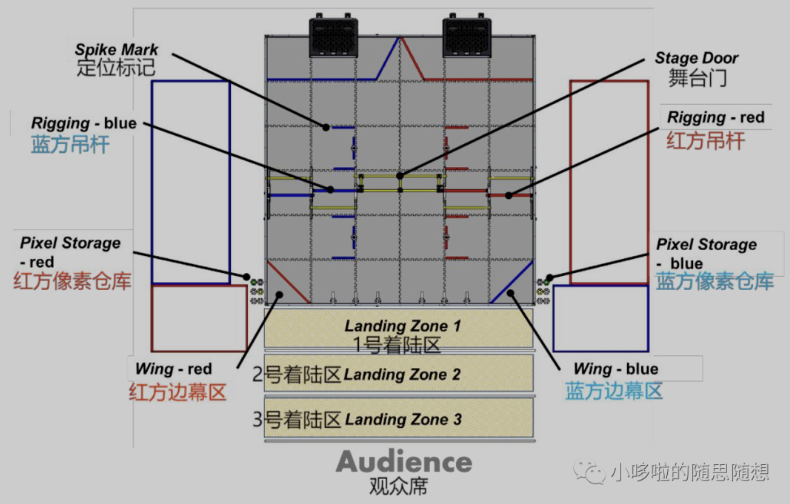 Spike Mark
定位标记
Stage Door
舞台门
Rigging - blue
蓝方吊杆
Rigging - red
红方吊杆
Pixel Storage
- red
红方像素仓库
Pixel Storage
- blue
蓝方像素仓库
Landing Zone 1
1号着陆区
Wing - red
红方边幕区
2号着陆区 Landing Zone 2
Wing - blue
蓝方边幕区
3号着陆区 Landing Zone 3
Audience
观众席
小哆啦的随思随想